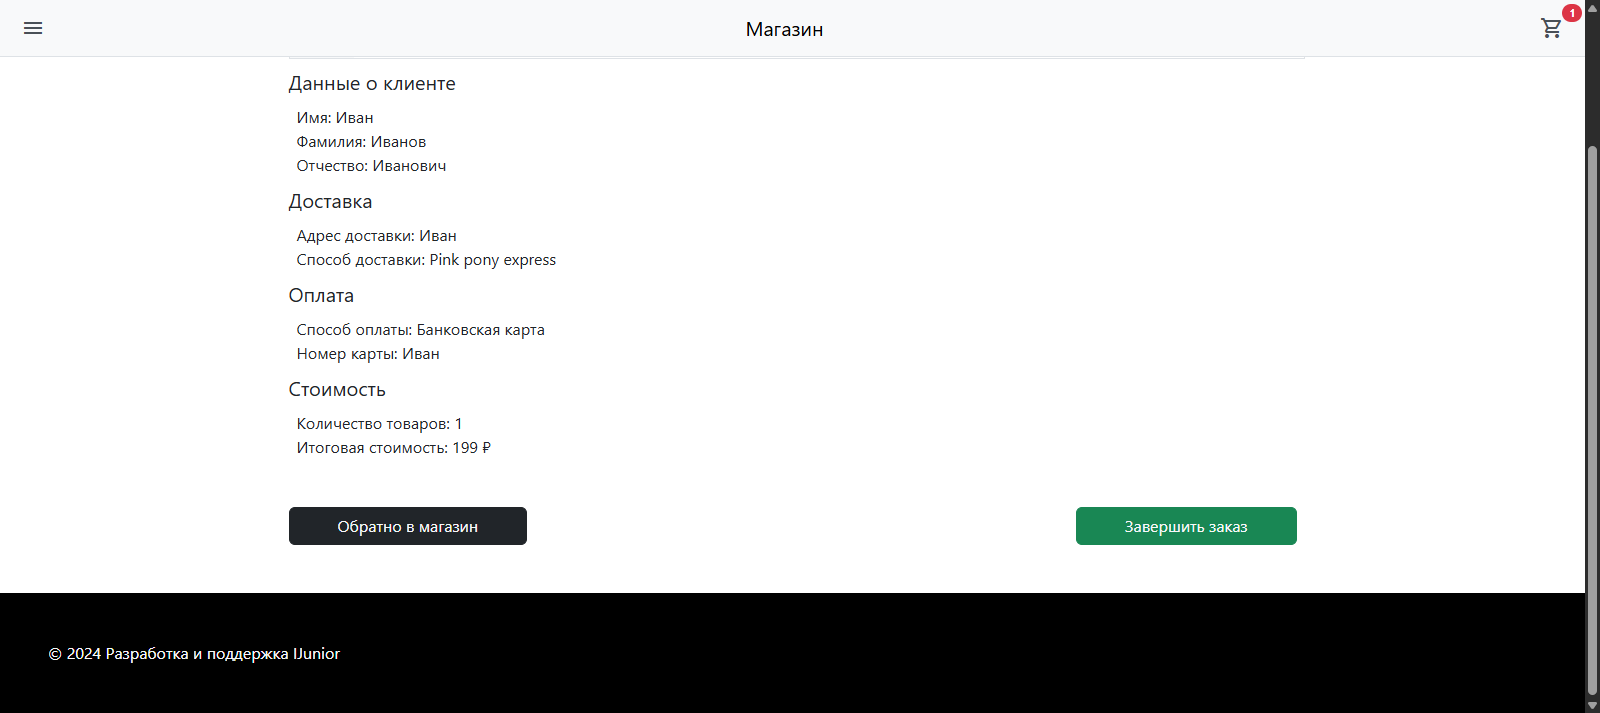 Магазин
1
Данные о клиенте
Имя: Иван
Фамилия: Иванов
Отчество: Иванович
Доставка
Адрес доставки: Иван
Способ доставки: Pink pony express
Оплата
Способ оплаты: Банковская карта
Номер карты: Иван
Стоимость
Количество товаров: 1
Итоговая стоимость: 199 ₽
Обратно в магазин
Завершить заказ
© 2024 Разработка и поддержка IJunior